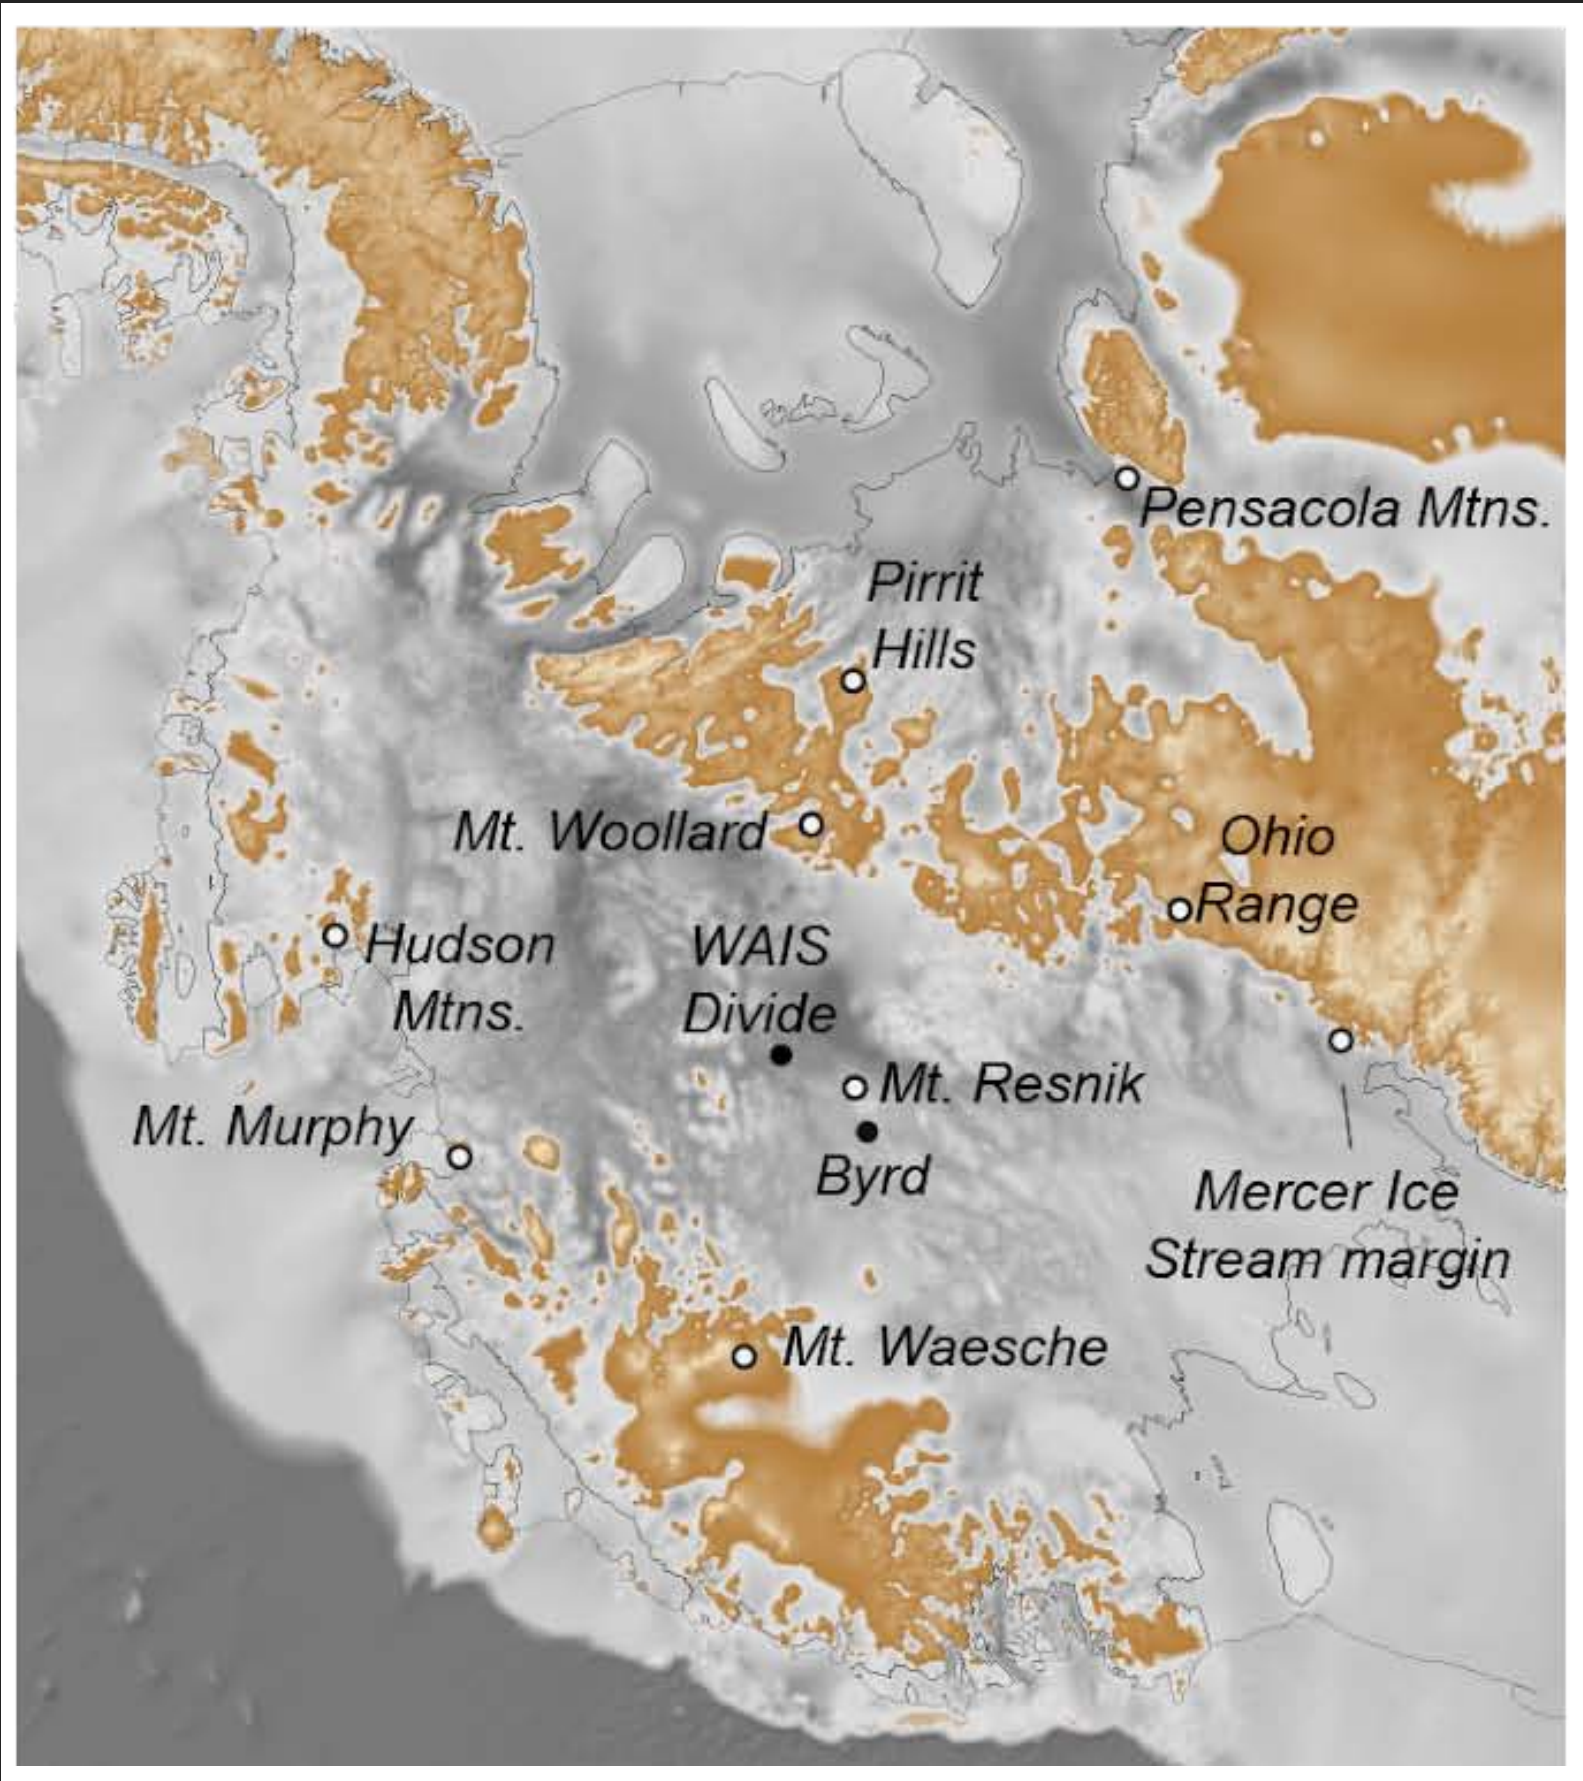 Pensacola Mtns.
Pirrit
Hills
Mt. Woollard
Ohio
Range
Hudson
Mtns.
WAIS
Divide
Mt. Resnik
Mt. Murphy
Byrd
Mercer Ice
Stream margin
Mt. Waesche